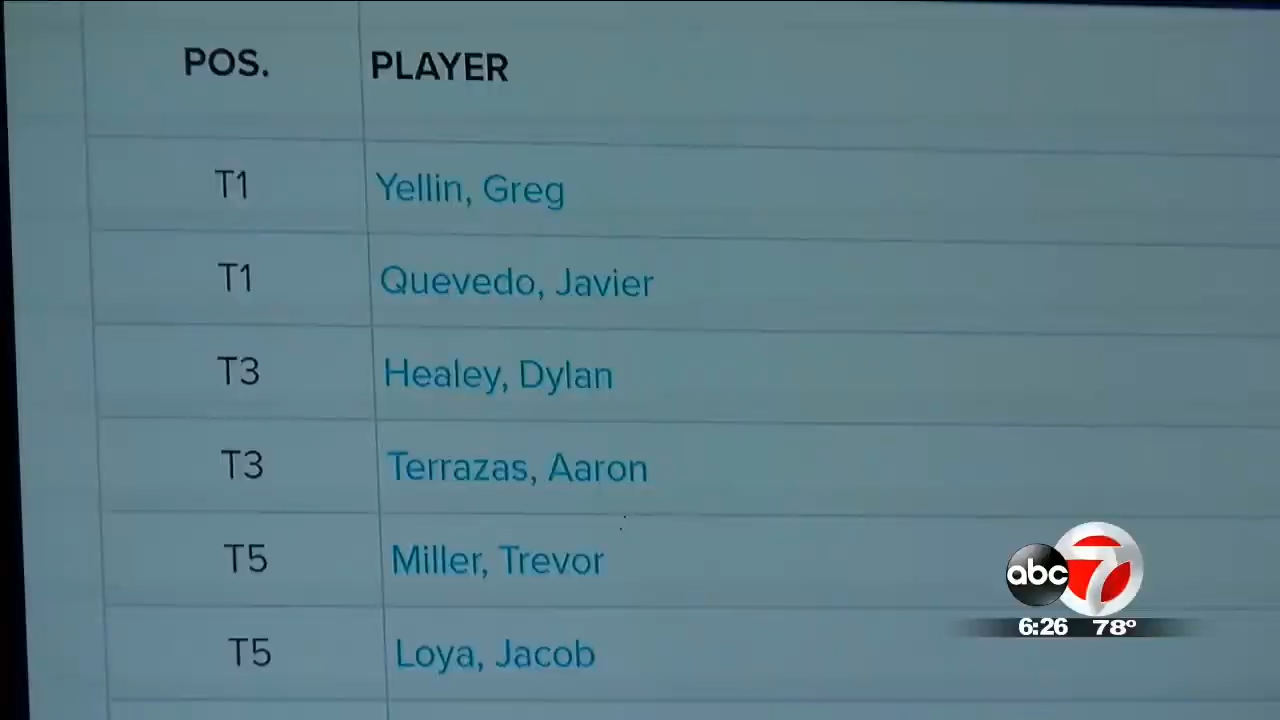 POS. PLAYER
T1 Yellin, Greg
T1 Quevedo, Javier
T3 Healey, Dylan
T3 Terrazas, Aaron
T5 Miller, Trevor
T5 Loya, Jacob
abc 7
6:26 78°